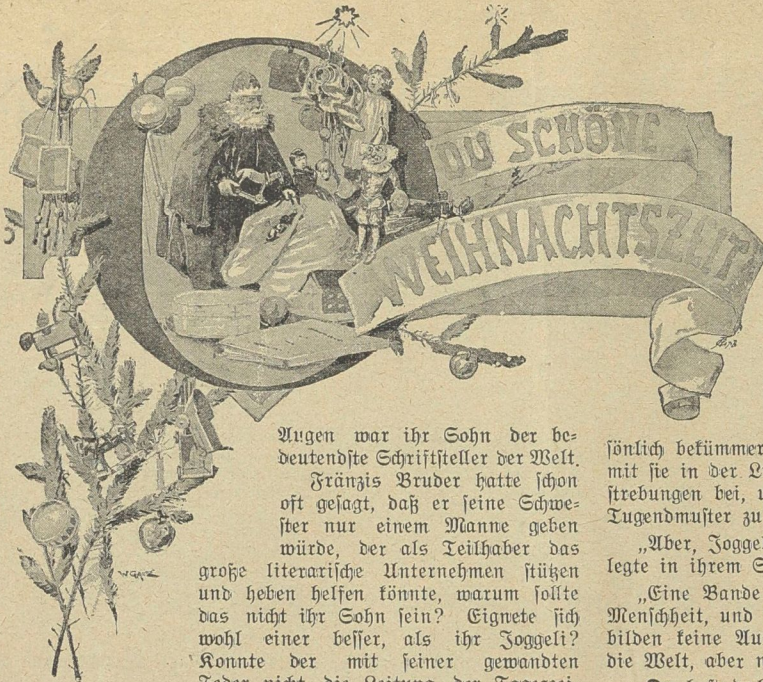 DU SCHÖNE
WEIHNACHTSZEIT
Augen war ihr Sohn der be-
deutendste Schriftsteller der Welt.
Fränzis Bruder hatte schon
oft gesagt, daß er seine Schwe-
ster nur einem Manne geben
würde, der als Teilhaber das
große literarische Unternehmen stützen
und heben helfen könnte, warum sollte
das nicht ihr Sohn sein? Eignete sich
wohl einer besser, als ihr Joggeli?
Konnte der mit seiner gewandten
sönlich bekümmer
mit sie in der L
strebungen bei, u
Tugendmuster zu
„Aber, Jogge
legte in ihrem S
„Eine Bande
Menschheit, und
bilden keine Au
die Welt, aber n